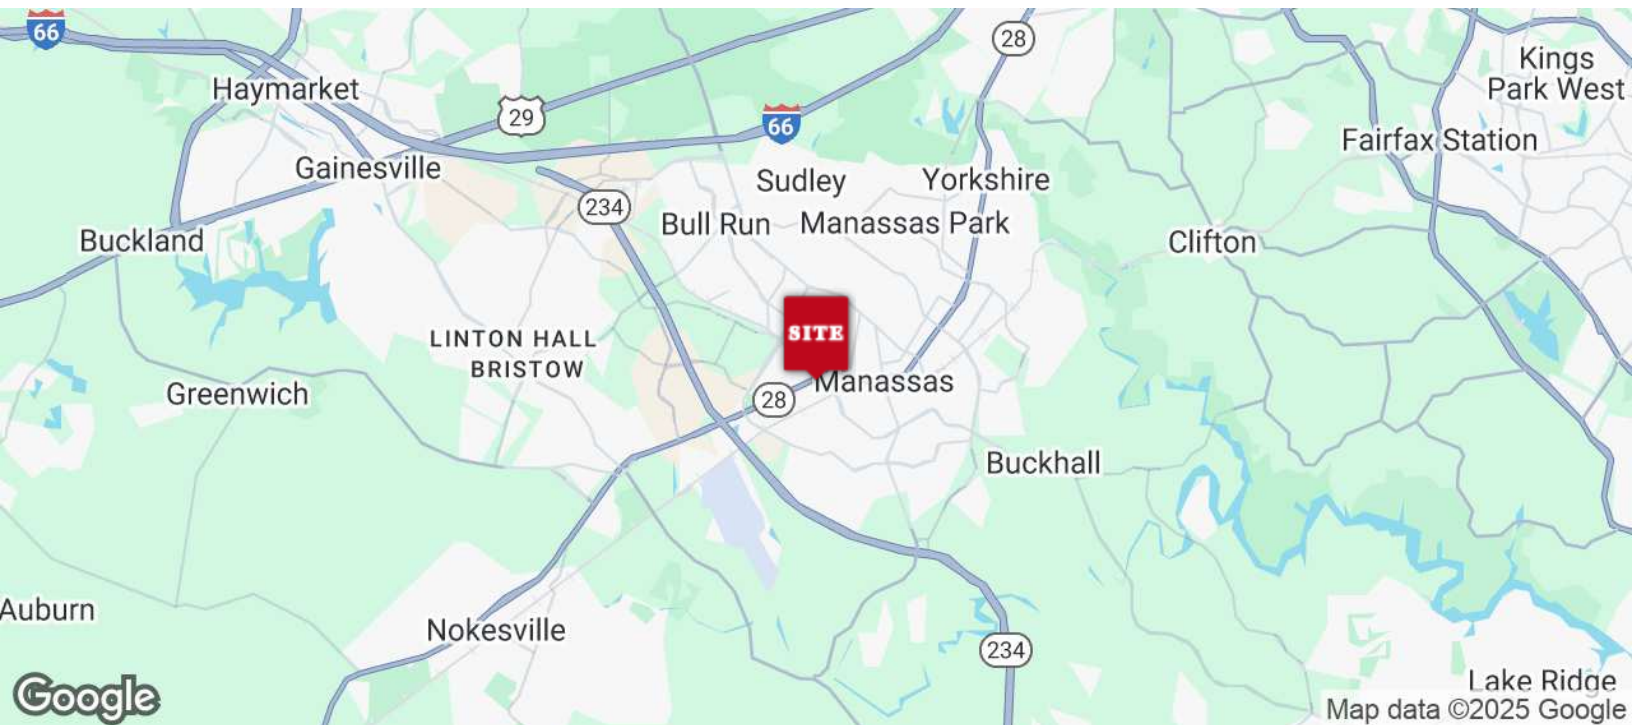 66
28
Kings
Park West
Haymarket
29
66
Fairfax Station
Gainesville
Sudley
Yorkshire
234
Bull Run
Manassas Park
Buckland
Clifton
SITE
LINTON HALL
BRISTOW
Manassas
Greenwich
28
Buckhall
Auburn
Nokesville
234
Lake Ridge
Google
Map data ©2025 Google